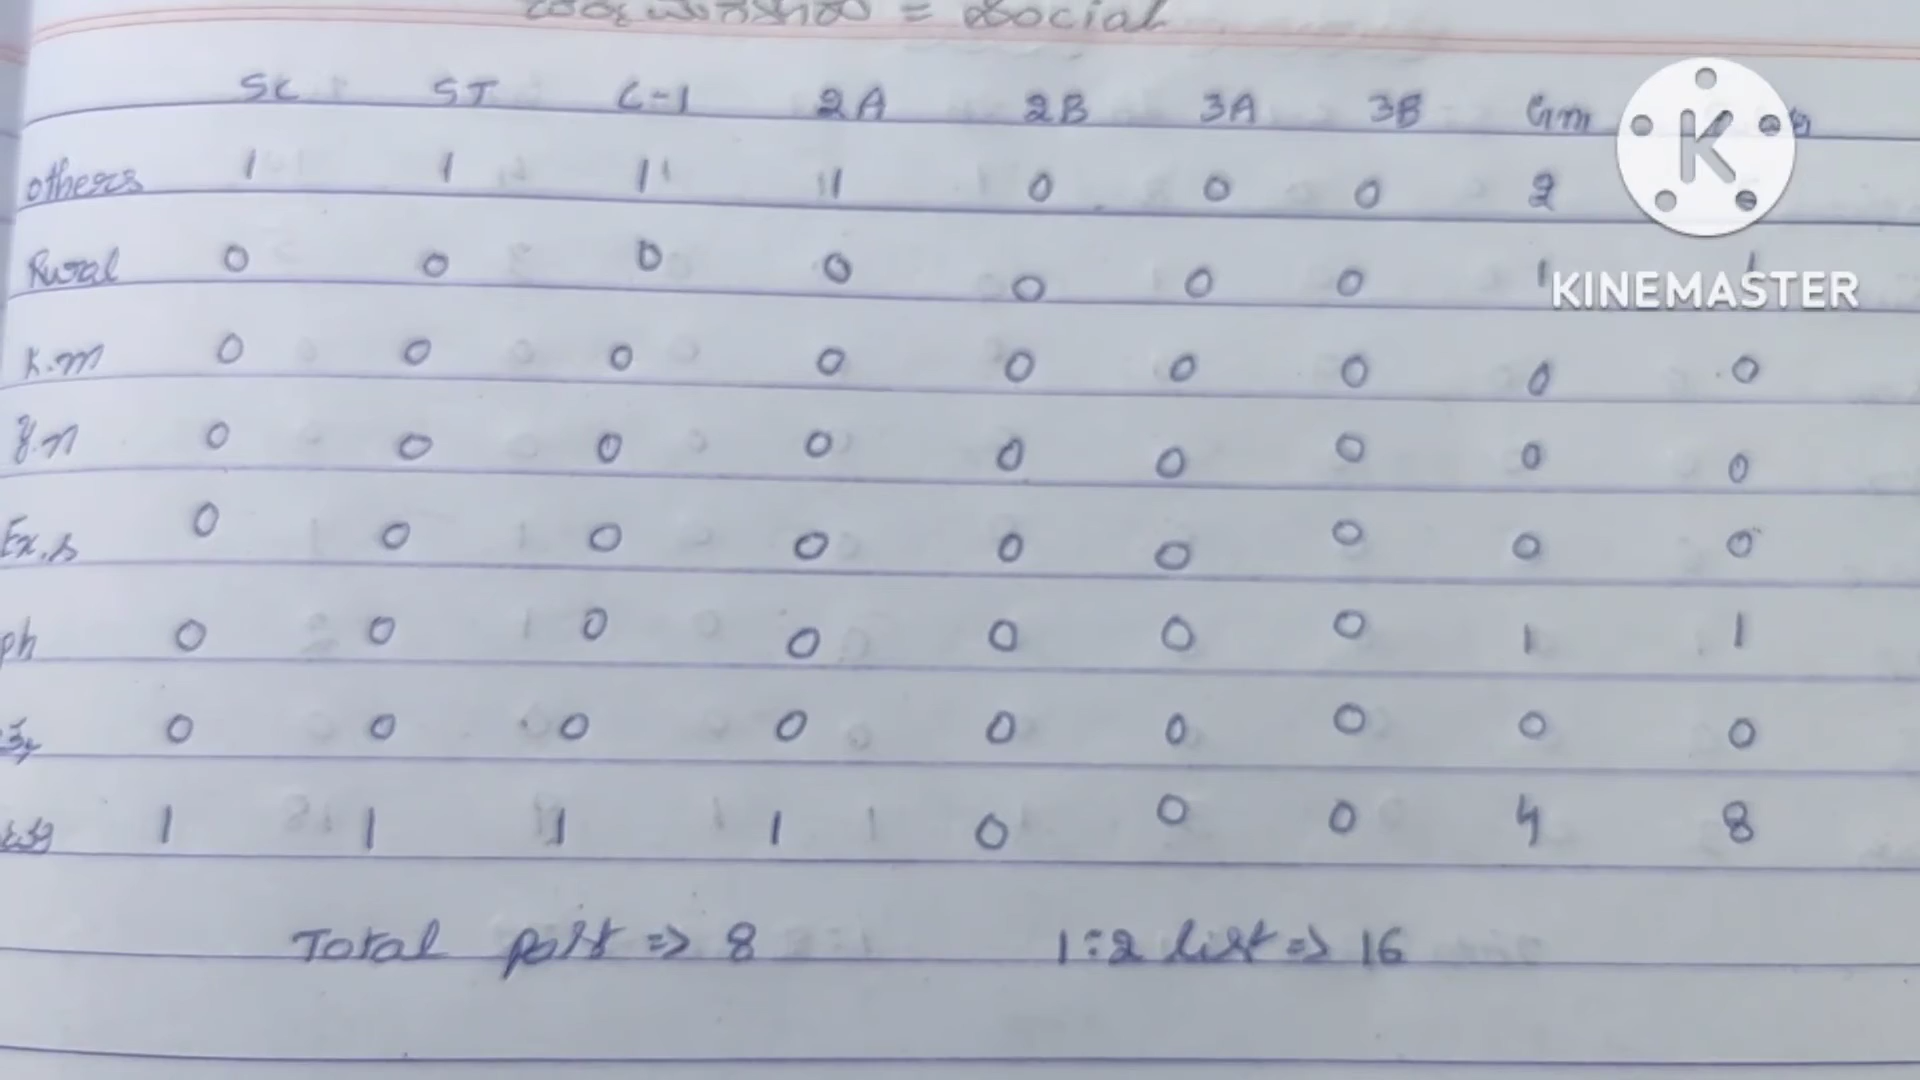 = Social
SC ST C-1 2A 2B 3A 3B Gm
others 1 1 1 1 0 0 0 2
Rural 0 0 0 0 0 0 0 1 1
KINEMASTER
K.m 0 0 0 0 0 0 0 0 0
0 0 0 0 0 0 0 0 0
Ex.s 0 0 0 0 0 0 0 0 0
ph 0 0 0 0 0 0 0 1 1
0 0 0 0 0 0 0 0 0
1 1 1 1 0 0 0 4 8
Total post => 8 1:2 list => 16